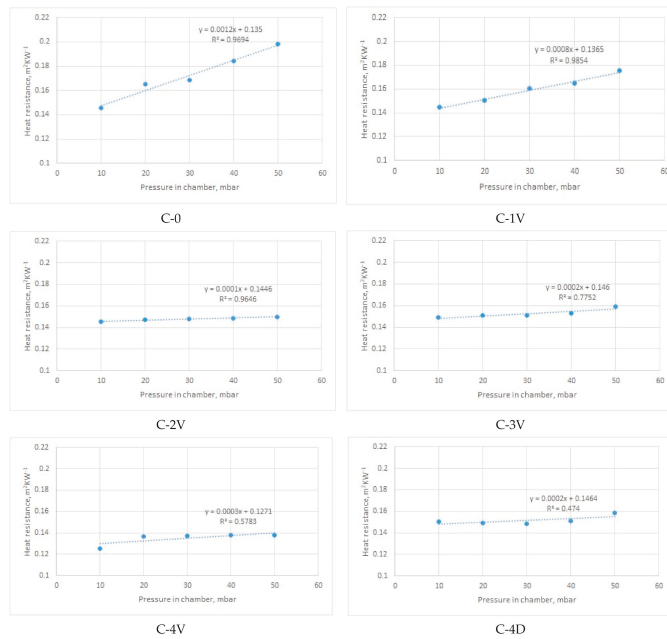 0.22
0.2
0.18
0.16
0.14
0.12
0.1
Heat resistance, m²KW⁻¹
y = 0.0012x + 0.135
R² = 0.9694
0 10 20 30 40 50 60
Pressure in chamber, mbar
C-0
0.22
0.2
0.18
0.16
0.14
0.12
0.1
Heat resistance, m²KW⁻¹
y = 0.0008x + 0.1365
R² = 0.9854
0 10 20 30 40 50 60
Pressure in chamber, mbar
C-1V
0.22
0.2
0.18
0.16
0.14
0.12
0.1
Heat resistance, m²KW⁻¹
y = 0.0001x + 0.1446
R² = 0.9646
0 10 20 30 40 50 60
Pressure in chamber, mbar
C-2V
0.22
0.2
0.18
0.16
0.14
0.12
0.1
Heat resistance, m²KW⁻¹
y = 0.0002x + 0.146
R² = 0.7752
0 10 20 30 40 50 60
Pressure in chamber, mbar
C-3V
0.22
0.2
0.18
0.16
0.14
0.12
0.1
Heat resistance, m²KW⁻¹
y = 0.0003x + 0.1271
R² = 0.5783
0 10 20 30 40 50 60
Pressure in chamber, mbar
C-4V
0.22
0.2
0.18
0.16
0.14
0.12
0.1
Heat resistance, m²KW⁻¹
y = 0.0002x + 0.1464
R² = 0.474
0 10 20 30 40 50 60
Pressure in chamber, mbar
C-4D